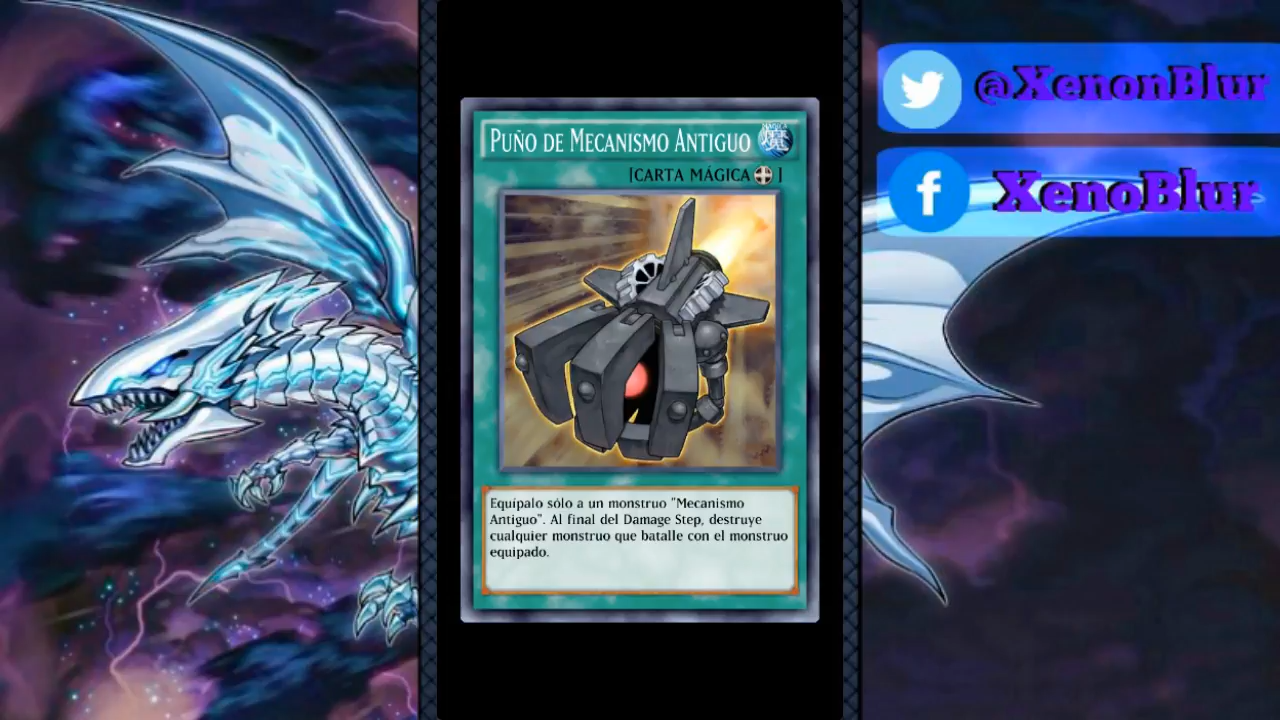 PUÑO DE MECANISMO ANTIGUO
MÁGICA
[CARTA MÁGICA ]
Equípalo sólo a un monstruo "Mecanismo
Antiguo". Al final del Damage Step, destruye
cualquier monstruo que batalle con el monstruo
equipado.
@XenonBlur
XenoBlur